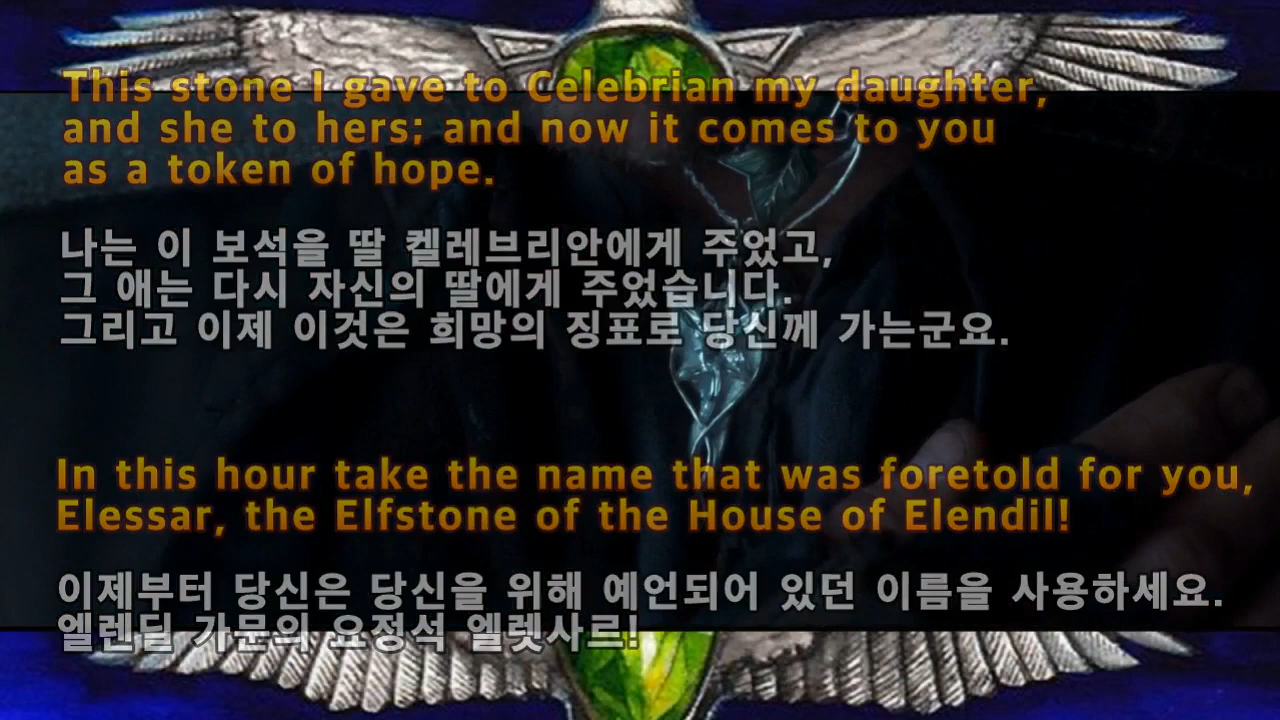 This stone I gave to Celebrian my daughter,
and she to hers; and now it comes to you
as a token of hope.
나는 이 보석을 딸 켈레브리안에게 주었고,
그 애는 다시 자신의 딸에게 주었습니다.
그리고 이제 이것은 희망의 징표로 당신께 가는군요.
In this hour take the name that was foretold for you,
Elessar, the Elfstone of the House of Elendil!
이제부터 당신은 당신을 위해 예언되어 있던 이름을 사용하세요.
엘렌딜 가문의 요정석 엘렛사르!